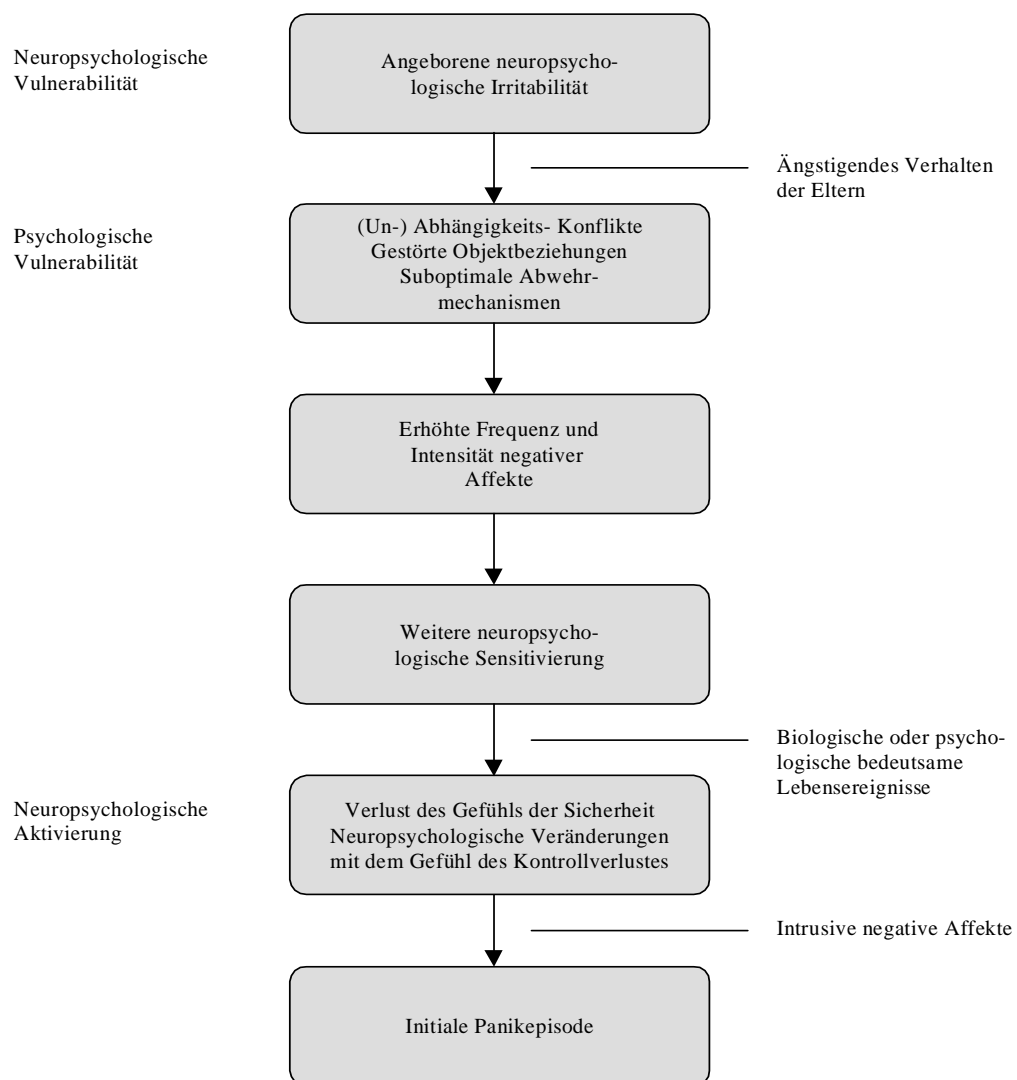 Neuropsychologische
Vulnerabilität
Angeborene neuropsycho-
logische Irritabilität
Ängstigendes Verhalten
der Eltern
Psychologische
Vulnerabilität
(Un-) Abhängigkeits- Konflikte
Gestörte Objektbeziehungen
Suboptimale Abwehr-
mechanismen
Erhöhte Frequenz und
Intensität negativer
Affekte
Weitere neuropsycho-
logische Sensitivierung
Biologische oder psycho-
logische bedeutsame
Lebensereignisse
Neuropsychologische
Aktivierung
Verlust des Gefühls der Sicherheit
Neuropsychologische Veränderungen
mit dem Gefühl des Kontrollverlustes
Intrusive negative Affekte
Initiale Panikepisode